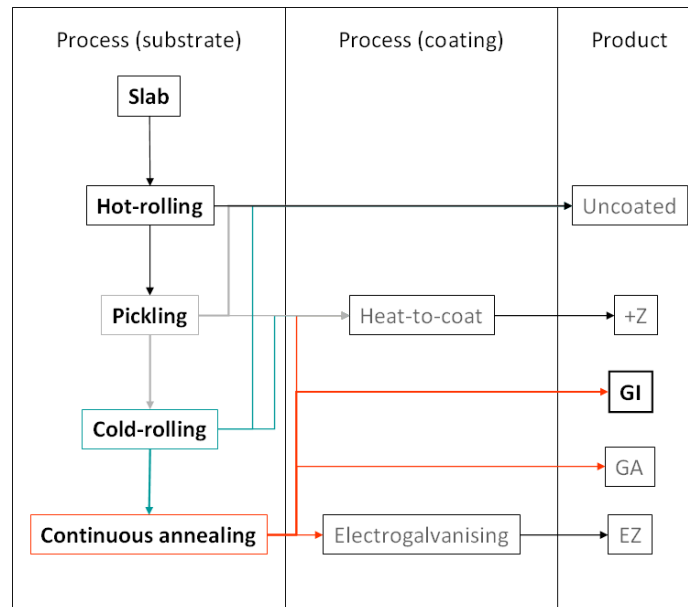 Process (substrate)
Process (coating)
Product
Slab
Hot-rolling
Uncoated
Pickling
Heat-to-coat
+Z
GI
Cold-rolling
GA
Continuous annealing
Electrogalvanising
EZ